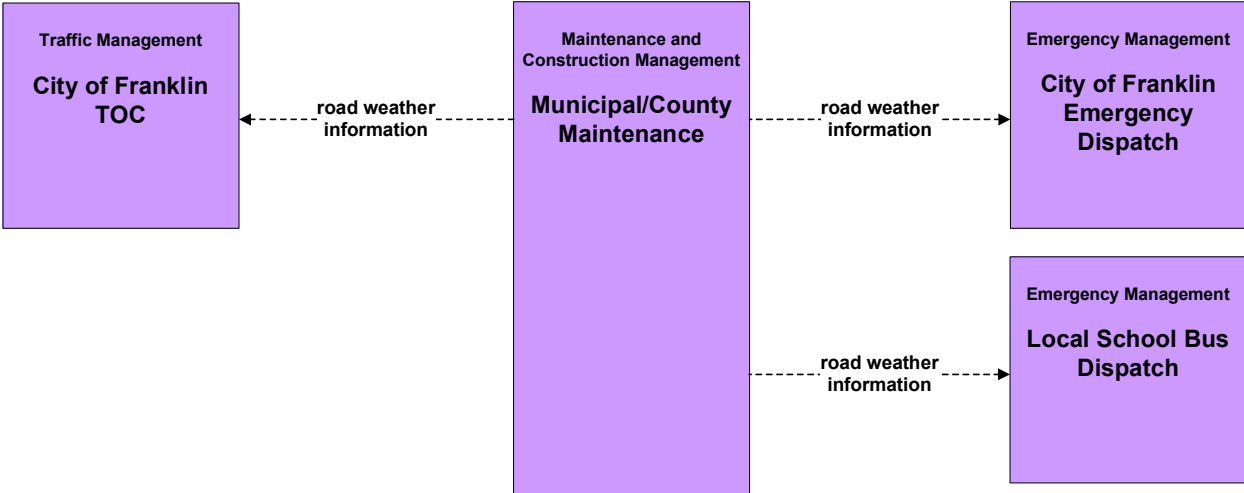 Traffic Management
City of Franklin
TOC
road weather
information
Maintenance and
Construction Management
Municipal/County
Maintenance
road weather
information
Emergency Management
City of Franklin
Emergency
Dispatch
road weather
information
Emergency Management
Local School Bus
Dispatch